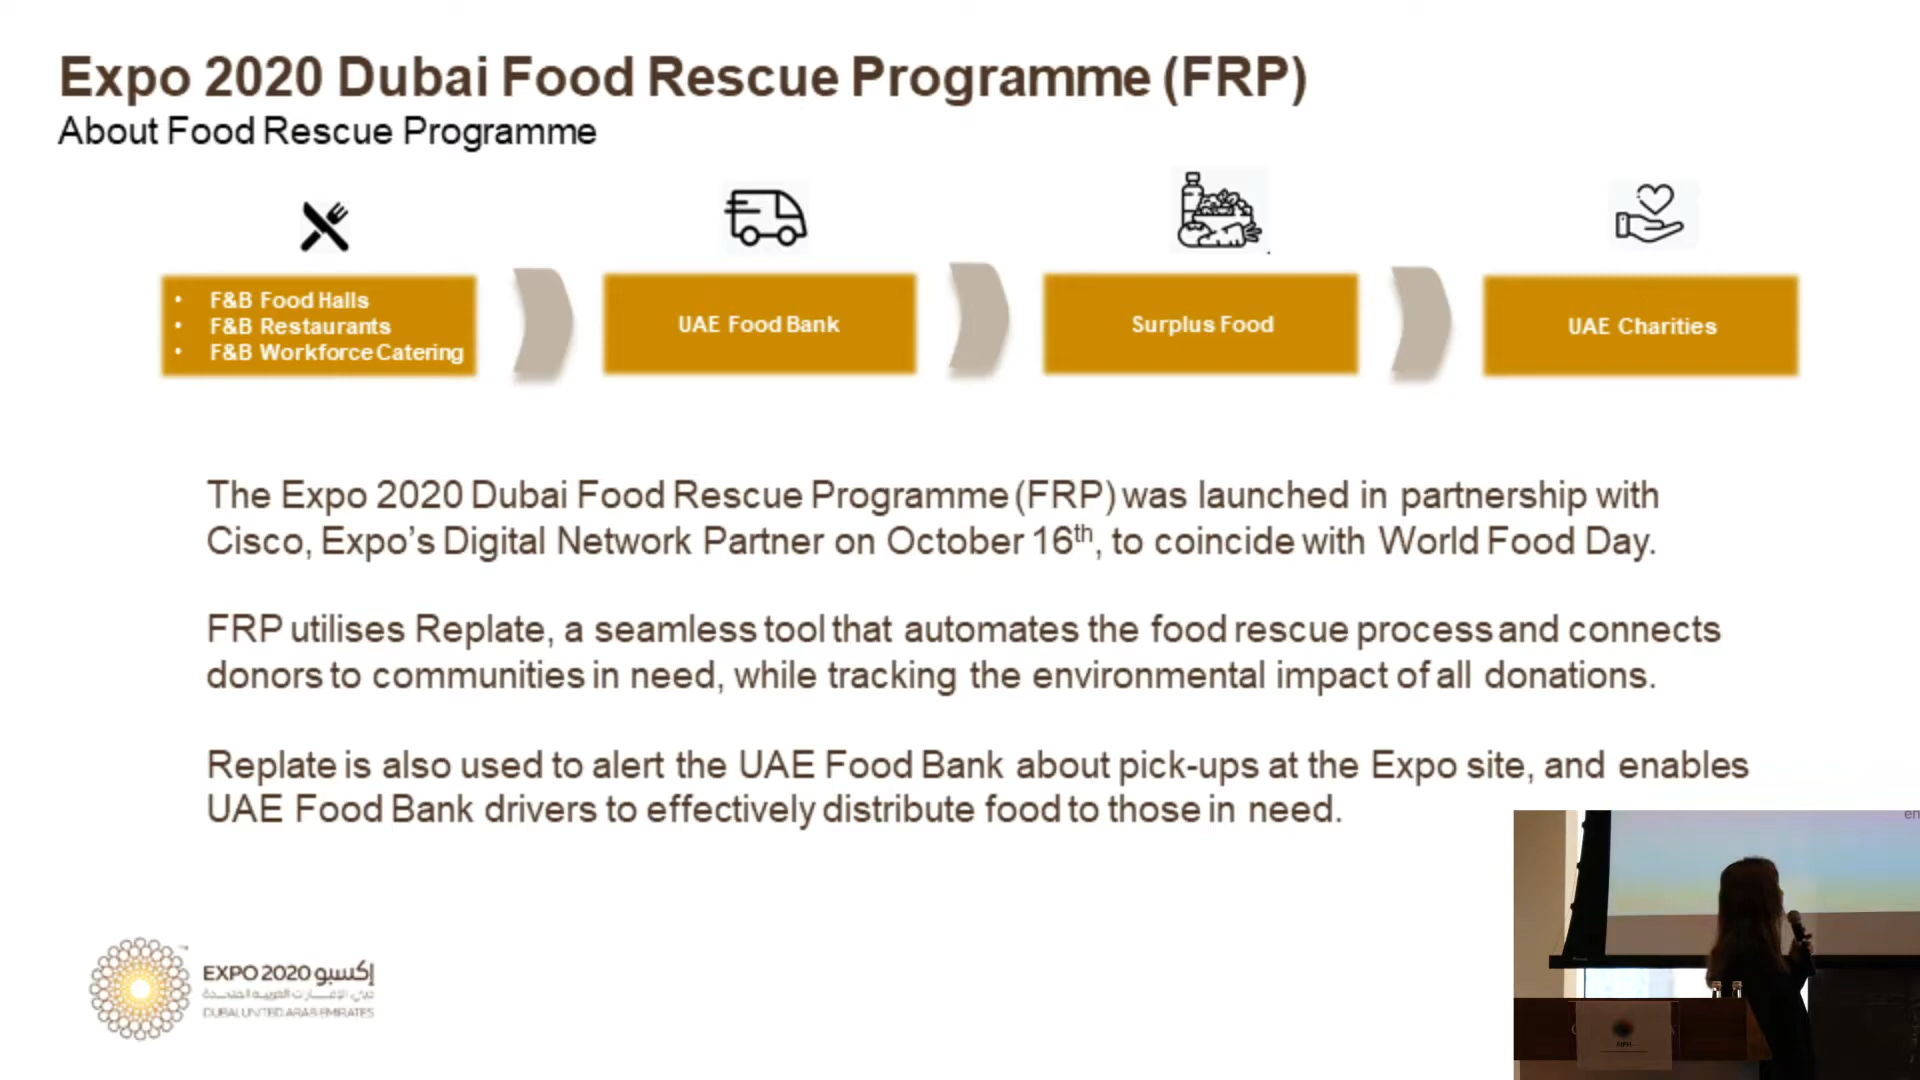 Expo 2020 Dubai Food Rescue Programme (FRP)
About Food Rescue Programme
• F&B Food Halls
• F&B Restaurants
• F&B Workforce Catering
UAE Food Bank
Surplus Food
UAE Charities
The Expo 2020 Dubai Food Rescue Programme (FRP) was launched in partnership with
Cisco, Expo’s Digital Network Partner on October 16th, to coincide with World Food Day.
FRP utilises Replate, a seamless tool that automates the food rescue process and connects
donors to communities in need, while tracking the environmental impact of all donations.
Replate is also used to alert the UAE Food Bank about pick-ups at the Expo site, and enables
UAE Food Bank drivers to effectively distribute food to those in need.
EXPO 2020 إكسبو
دبي، الإمارات العربية المتحدة
DUBAI, UNITED ARAB EMIRATES
en
AIPH